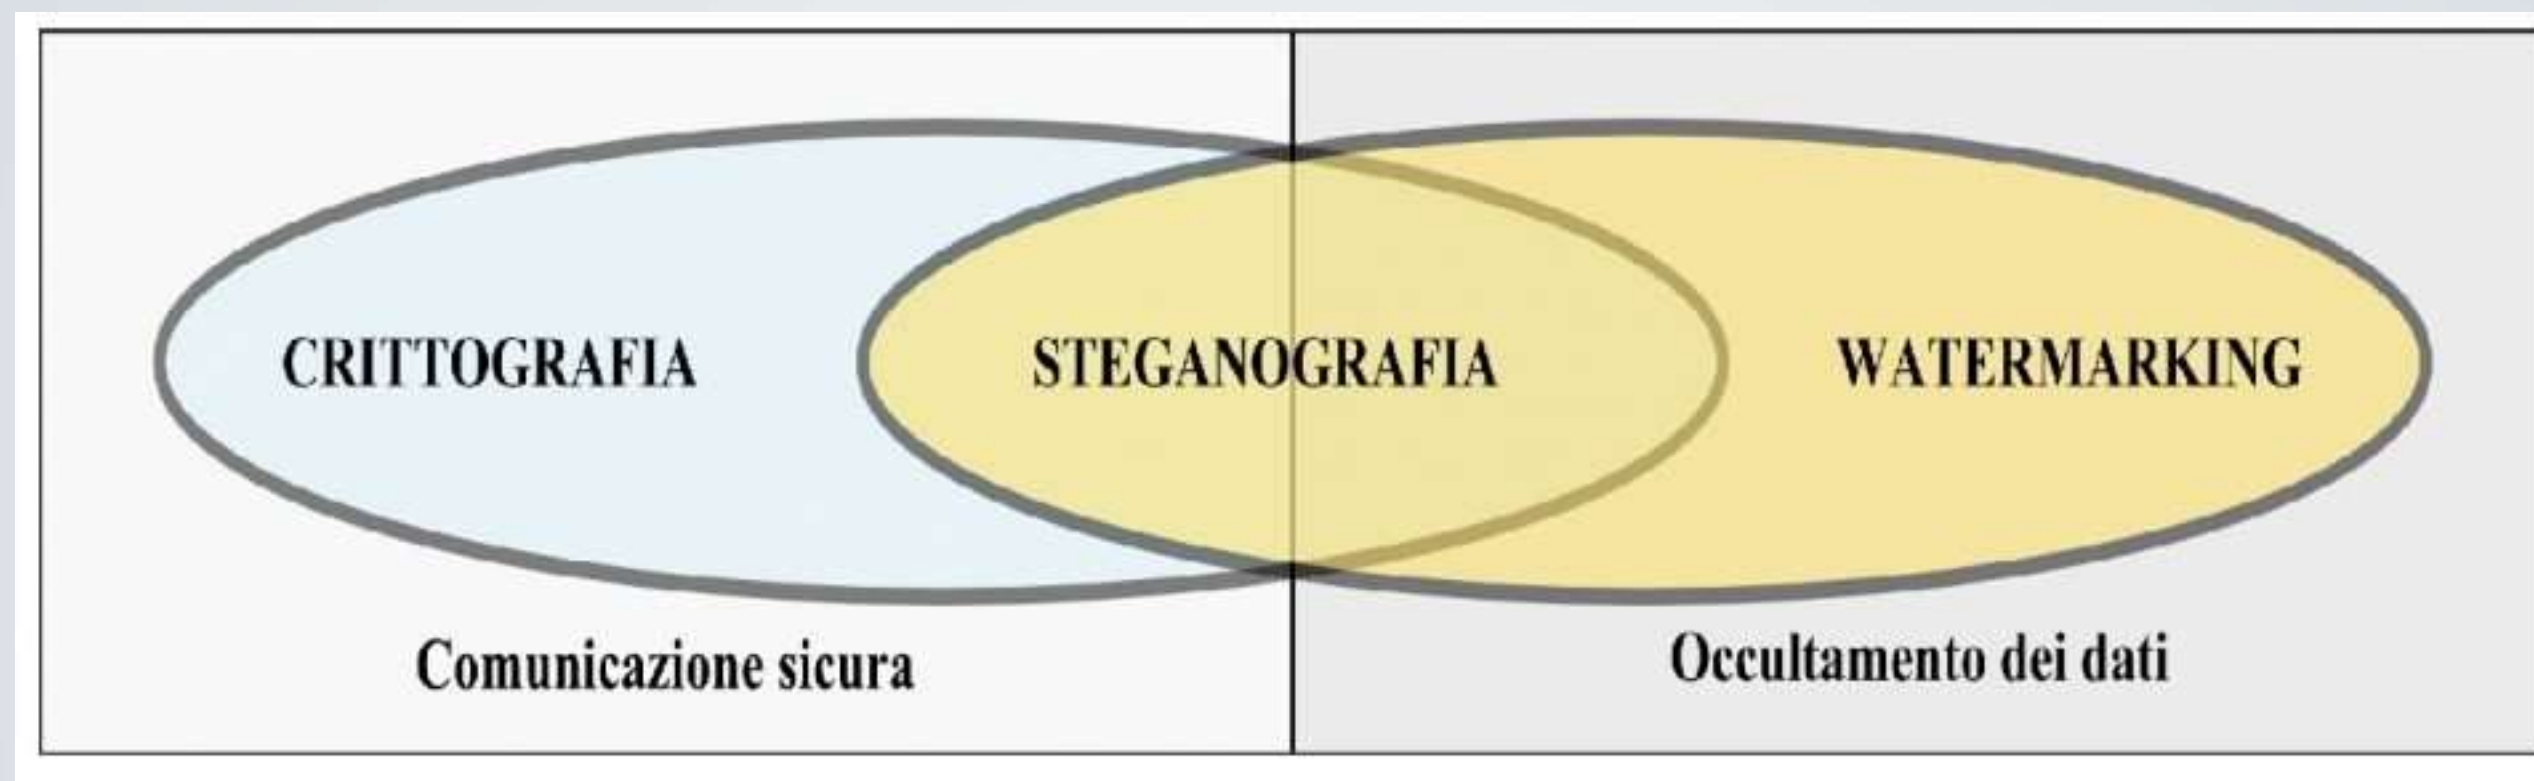 CRITTOGRAFIA STEGANOGRAFIA WATERMARKING
Comunicazione sicura Occultamento dei dati